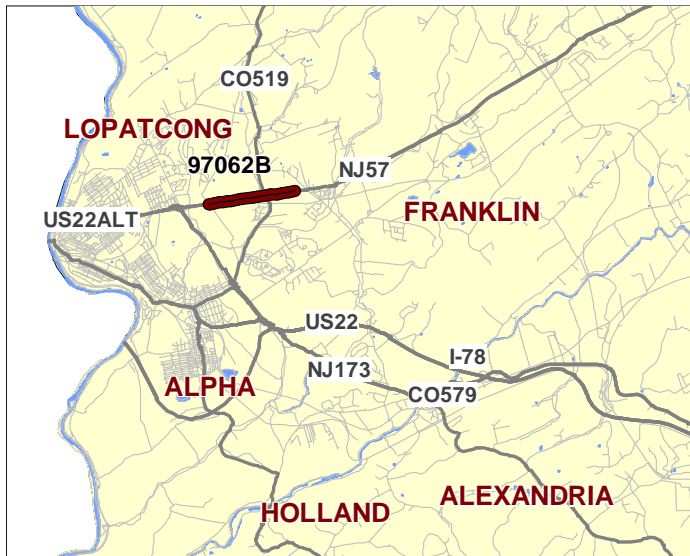 CO519
LOPATCONG
97062B
NJ57
US22ALT
FRANKLIN
US22
I-78
NJ173
ALPHA
CO579
ALEXANDRIA
HOLLAND